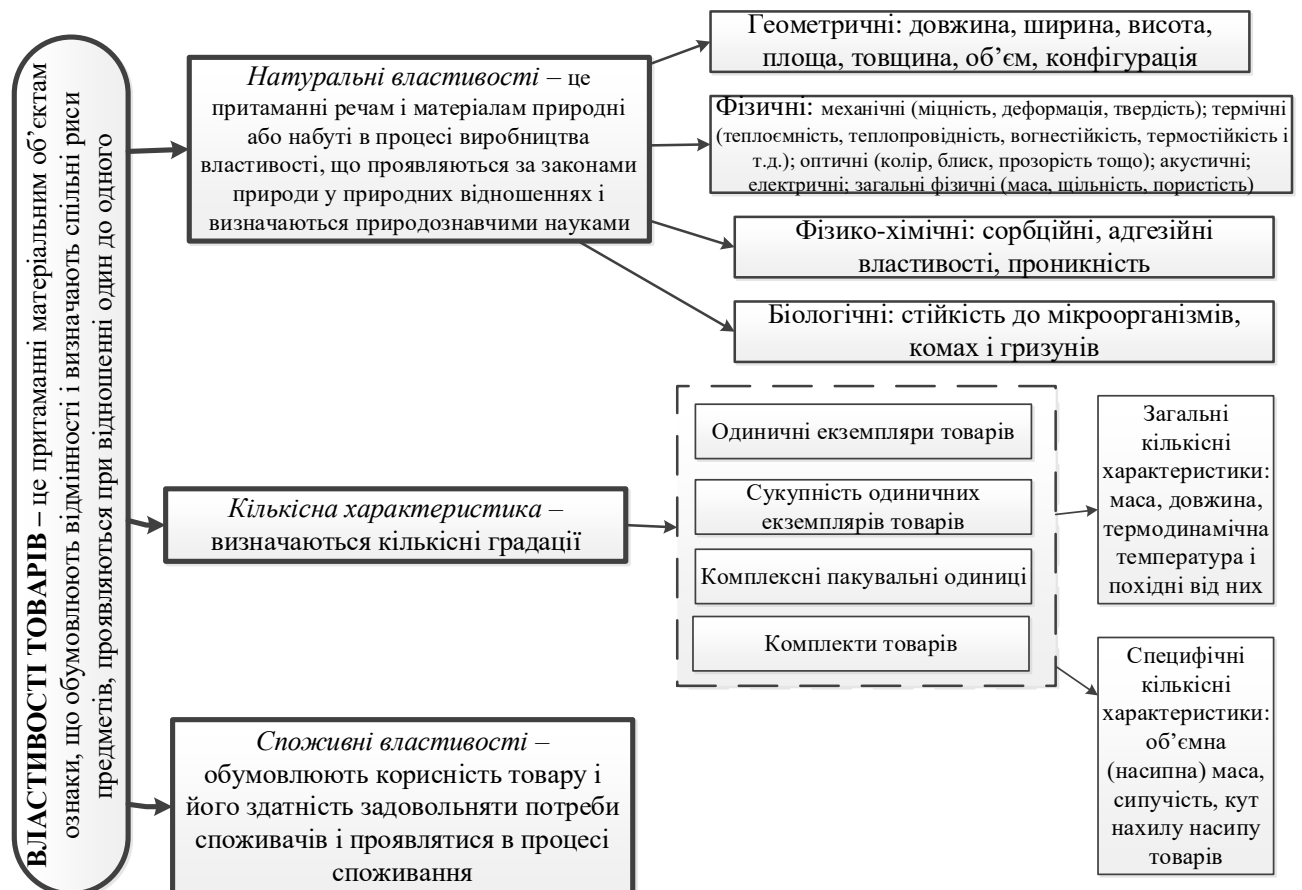 ВЛАСТИВОСТІ ТОВАРІВ – це притаманні матеріальним об’єктам
ознаки, що обумовлюють відмінності і визначають спільні риси
предметів, проявляються при відношенні один до одного
Натуральні властивості – це
притаманні речам і матеріалам природні
або набуті в процесі виробництва
властивості, що проявляються за законами
природи у природних відношеннях і
визначаються природознавчими науками
Геометричні: довжина, ширина, висота,
площа, товщина, об’єм, конфігурація
Фізичні: механічні (міцність, деформація, твердість); термічні
(теплоємність, теплопровідність, вогнестійкість, термостійкість і
т.д.); оптичні (колір, блиск, прозорість тощо); акустичні;
електричні; загальні фізичні (маса, щільність, пористість)
Фізико-хімічні: сорбційні, адгезійні
властивості, проникність
Біологічні: стійкість до мікроорганізмів,
комах і гризунів
Кількісна характеристика –
визначаються кількісні градації
Одиничні екземпляри товарів
Сукупність одиничних
екземплярів товарів
Комплексні пакувальні одиниці
Комплекти товарів
Загальні
кількісні
характеристики:
маса, довжина,
термодинамічна
температура і
похідні від них
Специфічні
кількісні
характеристики:
об’ємна
(насипна) маса,
сипучість, кут
нахилу насипу
товарів
Споживні властивості –
обумовлюють корисність товару і
його здатність задовольняти потреби
споживачів і проявлятися в процесі
споживання